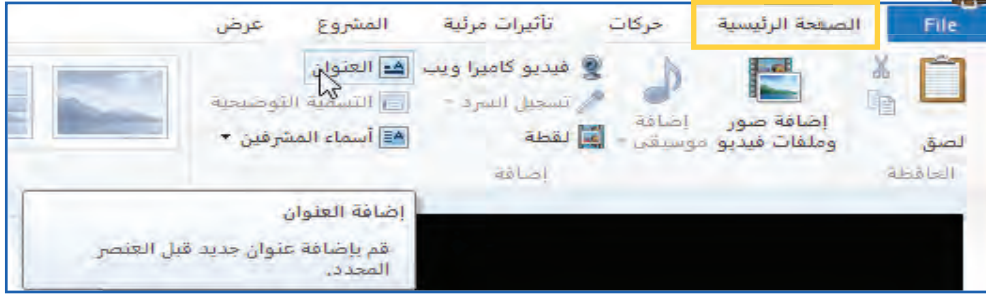 File الصفحة الرئيسية حركات تأثيرات مرئية المشروع عرض
لصق
الحافظة
إضافة صور
وملفات فيديو
إضافة
موسيقى
فيديو كاميرا ويب
تسجيل السرد
لقطة
العنوان
التسمية التوضيحية
أسماء المشرفين
إضافة
إضافة العنوان
قم بإضافة عنوان جديد قبل العنصر
المحدد.